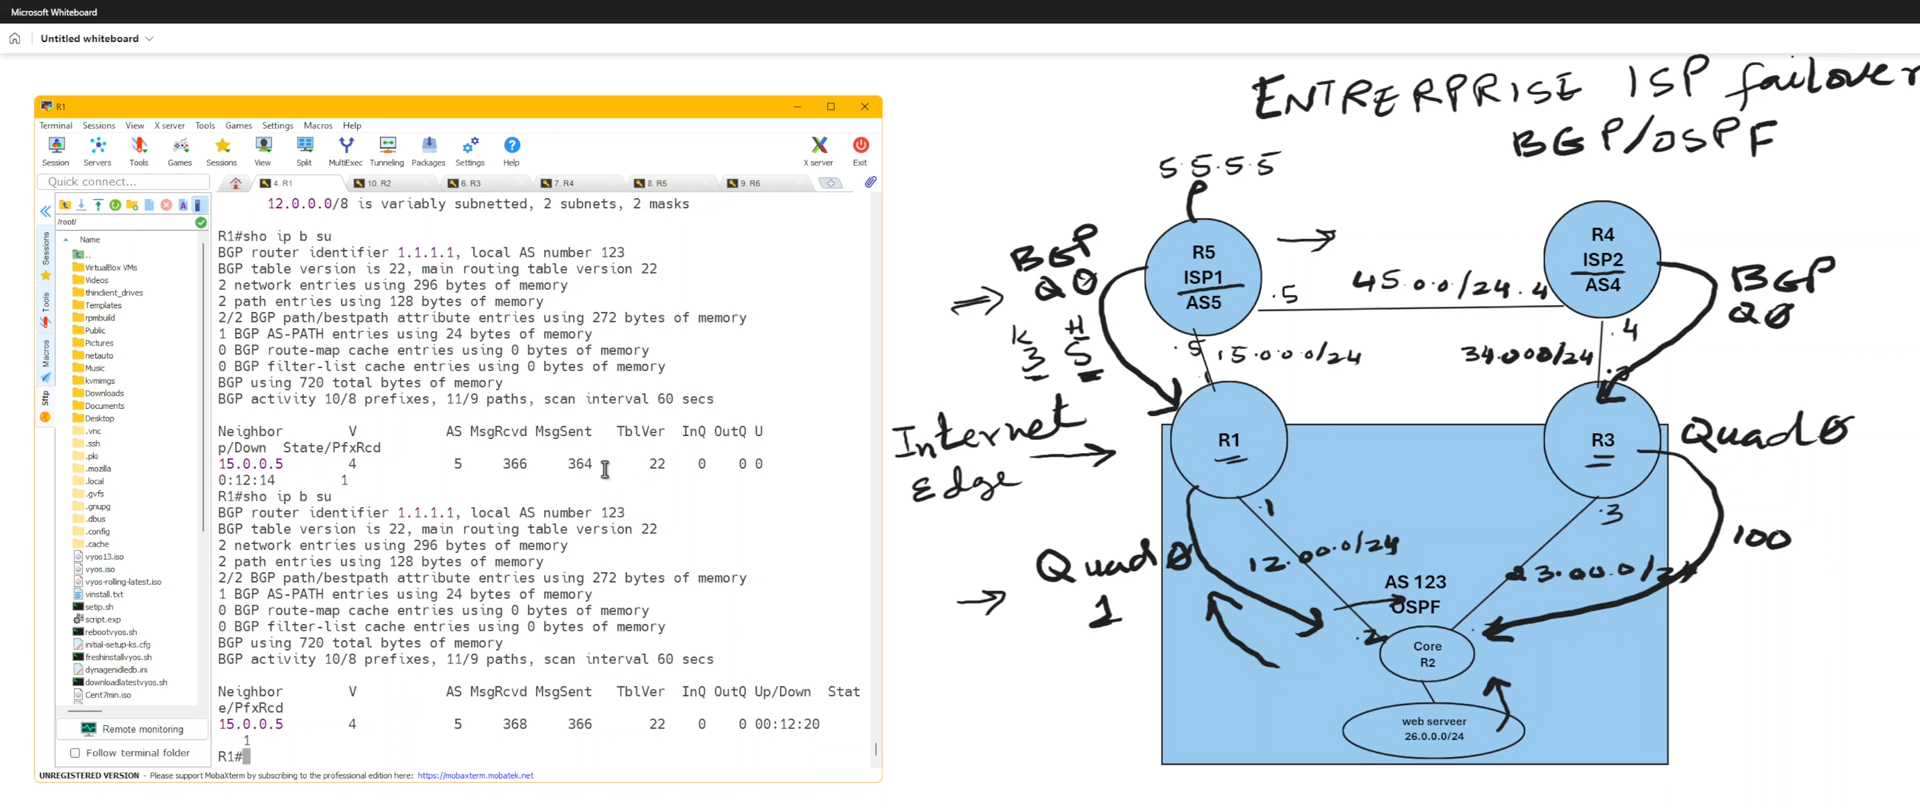 Microsoft Whiteboard
Untitled whiteboard
R1
Terminal Sessions View X server Tools Games Settings Macros Help
Session Servers Tools Games Sessions View Split MultiExec Tunneling Packages Settings Help X server Exit
Quick connect...
4. R1 10. R2 6. R3 7. R4 8. R5 9. R6
Sessions
Tools
Macros
Sftp
/root/
Name
..
VirtualBox VMs
Videos
thinclient_drives
Templates
rpmbuild
Public
Pictures
netauto
Music
kvmimgs
Downloads
Documents
Desktop
.vnc
.ssh
.pki
.mozilla
.local
.gvfs
.gnupg
.dbus
.config
.cache
vyos13.iso
vyos.iso
vyos-rolling-latest.iso
vinstall.txt
setip.sh
script.exp
rebootvyos.sh
initial-setup-ks.cfg
freshinstallvyos.sh
dynagenidledb.ini
downloadlatestvyos.sh
Cent7min.iso
Remote monitoring
Follow terminal folder
12.0.0.0/8 is variably subnetted, 2 subnets, 2 masks
R1#sho ip b su
BGP router identifier 1.1.1.1, local AS number 123
BGP table version is 22, main routing table version 22
2 network entries using 296 bytes of memory
2 path entries using 128 bytes of memory
2/2 BGP path/bestpath attribute entries using 272 bytes of memory
1 BGP AS-PATH entries using 24 bytes of memory
0 BGP route-map cache entries using 0 bytes of memory
0 BGP filter-list cache entries using 0 bytes of memory
BGP using 720 total bytes of memory
BGP activity 10/8 prefixes, 11/9 paths, scan interval 60 secs
Neighbor V AS MsgRcvd MsgSent TblVer InQ OutQ U
p/Down State/PfxRcd
15.0.0.5 4 5 366 364 22 0 0 0
0:12:14 1
R1#sho ip b su
BGP router identifier 1.1.1.1, local AS number 123
BGP table version is 22, main routing table version 22
2 network entries using 296 bytes of memory
2 path entries using 128 bytes of memory
2/2 BGP path/bestpath attribute entries using 272 bytes of memory
1 BGP AS-PATH entries using 24 bytes of memory
0 BGP route-map cache entries using 0 bytes of memory
0 BGP filter-list cache entries using 0 bytes of memory
BGP using 720 total bytes of memory
BGP activity 10/8 prefixes, 11/9 paths, scan interval 60 secs
Neighbor V AS MsgRcvd MsgSent TblVer InQ OutQ Up/Down Stat
e/PfxRcd
15.0.0.5 4 5 368 366 22 0 0 00:12:20
1
R1#
UNREGISTERED VERSION - Please support MobaXterm by subscribing to the professional edition here: https://mobaxterm.mobatek.net
ENTRERPRISE ISP failover
BGP/OSPF
5.5.5.5
BGP
Q0
K H
3 5
R5
ISP1
AS5
.5
45.0.0/24
.4
R4
ISP2
AS4
BGP
Q0
.4
.5
15.0.0.0/24
34.0.0.0/24
Internet
Edge
R1
R3
Quad 0
.1
.3
100
Quad 0
1
12.0.0.0/24
AS 123
OSPF
.2
Core
R2
web serveer
26.0.0.0/24